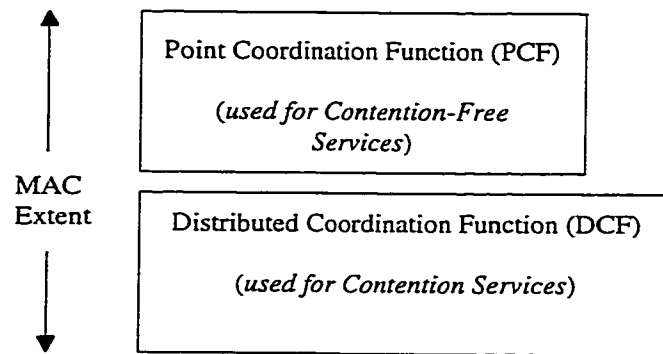 Point Coordination Function (PCF)
(used for Contention-Free
Services)
MAC
Extent
Distributed Coordination Function (DCF)
(used for Contention Services)